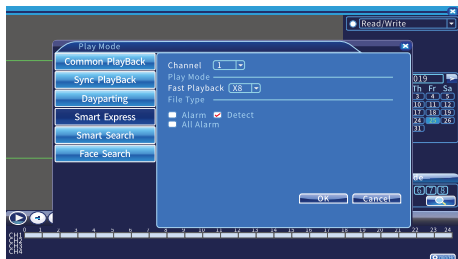 Read/Write
Play Mode
Common PlayBack
Sync PlayBack
Dayparting
Smart Express
Smart Search
Face Search
Channel 1
Play Mode
Fast Playback X8
File Type
Alarm Detect
All Alarm
OK Cancel
019
Th Fr Sa
3 4 5
10 11 12
17 18 19
24 25 26
31
de
6 7 8
0 1 2 3 4 5 6 7 8 9 10 11 12 13 14 15 16 17 18 19 20 21 22 23 24
CH1
CH2
CH3
CH4